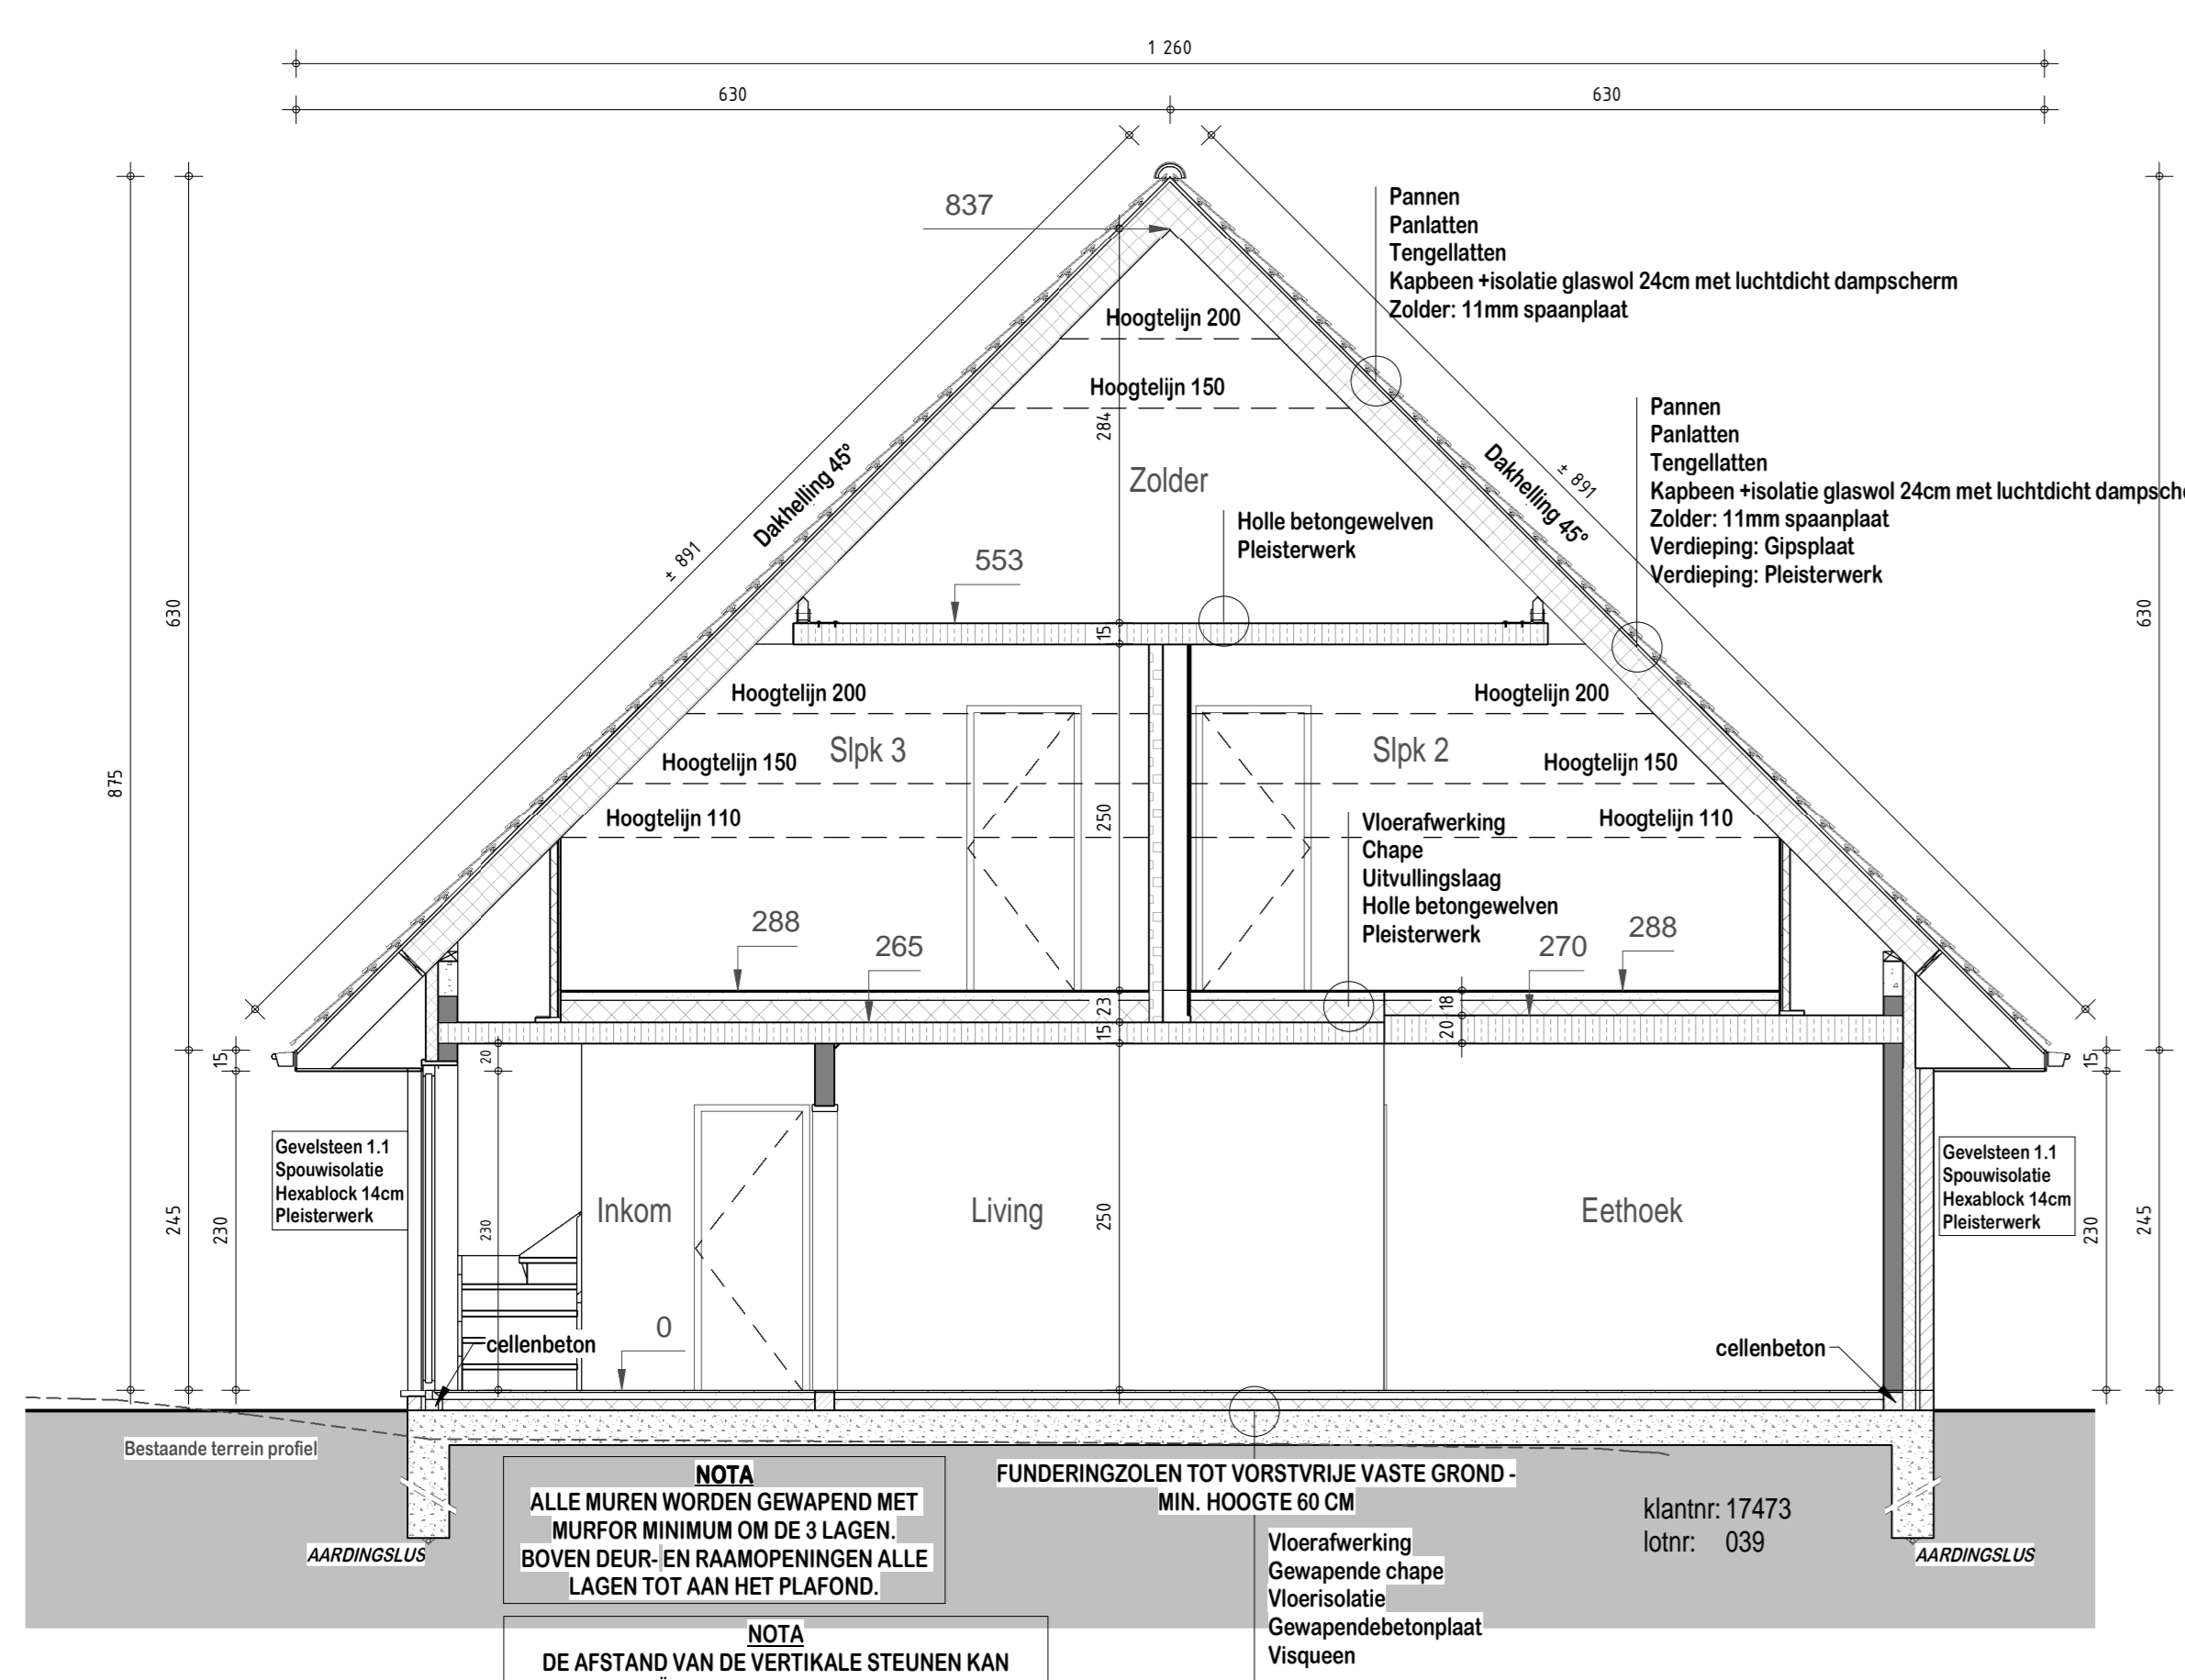 1 260
630
630
837
Pannen
Panlatten
Tengellatten
Kapbeen +isolatie glaswol 24cm met luchtdicht dampscherm
Zolder: 11mm spaanplaat
Hoogtelijn 200
Hoogtelijn 150
284
Pannen
Panlatten
Tengellatten
Kapbeen +isolatie glaswol 24cm met luchtdicht
Zolder: 11mm spaanplaat
Verdieping: Gipsplaat
Verdieping: Pleisterwerk
Dakhelling 45°
± 891
Zolder
Dakhelling 45°
± 891
Holle betongewelven
Pleisterwerk
553
15
630
630
875
Hoogtelijn 200
Hoogtelijn 200
Slpk 3
Slpk 2
Hoogtelijn 150
Hoogtelijn 150
Hoogtelijn 110
250
Hoogtelijn 110
Vloerafwerking
Chape
Uitvullingslaag
Holle betongewelven
Pleisterwerk
288
265
270
288
23
18
15
20
15
20
15
Gevelsteen 1.1
Spouwisolatie
Hexablock 14cm
Pleisterwerk
Gevelsteen 1.1
Spouwisolatie
Hexablock 14cm
Pleisterwerk
245
230
230
Inkom
Living
250
Eethoek
230
245
cellenbeton
0
cellenbeton
Bestaande terrein profiel
NOTA
ALLE MUREN WORDEN GEWAPEND MET
MURFOR MINIMUM OM DE 3 LAGEN.
BOVEN DEUR- EN RAAMOPENINGEN ALLE
LAGEN TOT AAN HET PLAFOND.
FUNDERINGZOLEN TOT VORSTVRIJE VASTE GROND -
MIN. HOOGTE 60 CM
klantnr: 17473
lotnr: 039
AARDINGSLUS
AARDINGSLUS
Vloerafwerking
Gewapende chape
Vloerisolatie
Gewapendebetonplaat
Visqueen
NOTA
DE AFSTAND VAN DE VERTIKALE STEUNEN KAN